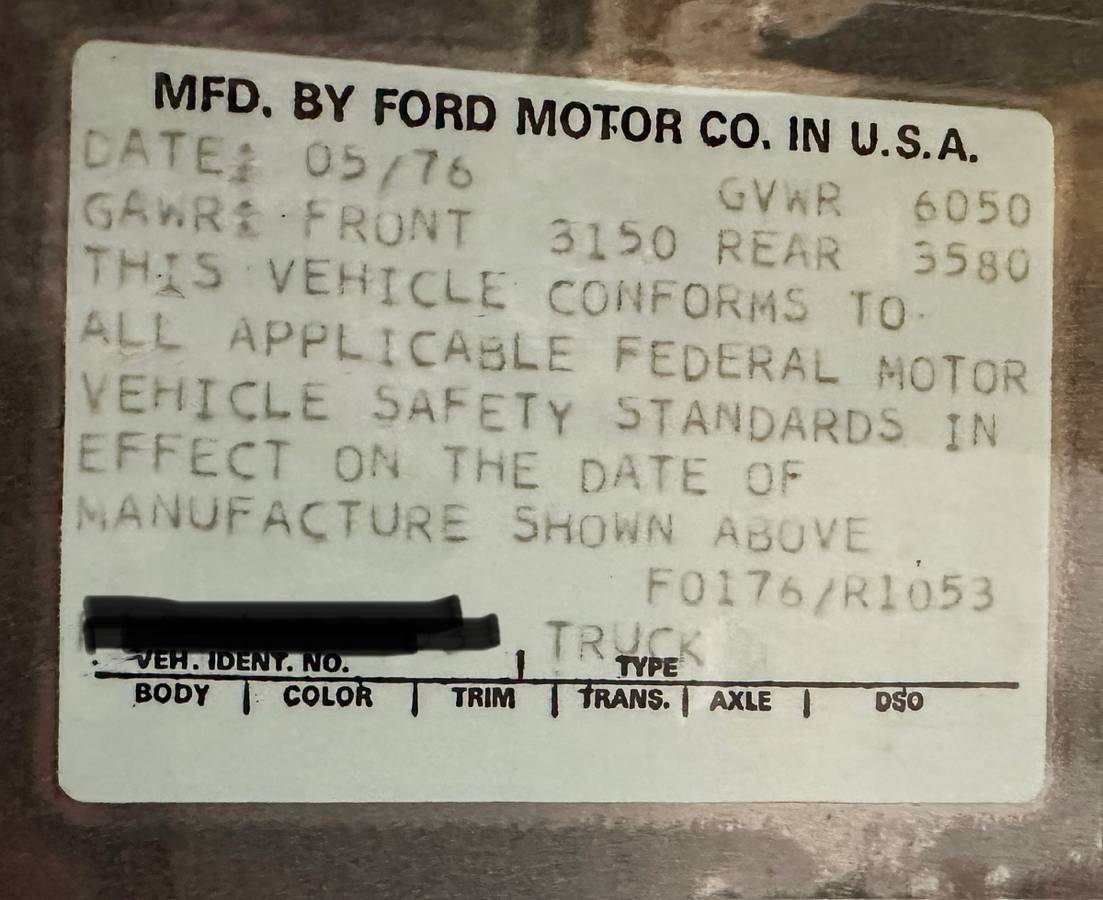 MFD. BY FORD MOTOR CO. IN U.S.A.
DATE: 05/76 GVWR 6050
GAWR: FRONT 3150 REAR 3580
THIS VEHICLE CONFORMS TO
ALL APPLICABLE FEDERAL MOTOR
VEHICLE SAFETY STANDARDS IN
EFFECT ON THE DATE OF
MANUFACTURE SHOWN ABOVE
F0176/R1053
TRUCK
VEH. IDENT. NO. | TYPE
BODY | COLOR | TRIM | TRANS. | AXLE | DSO